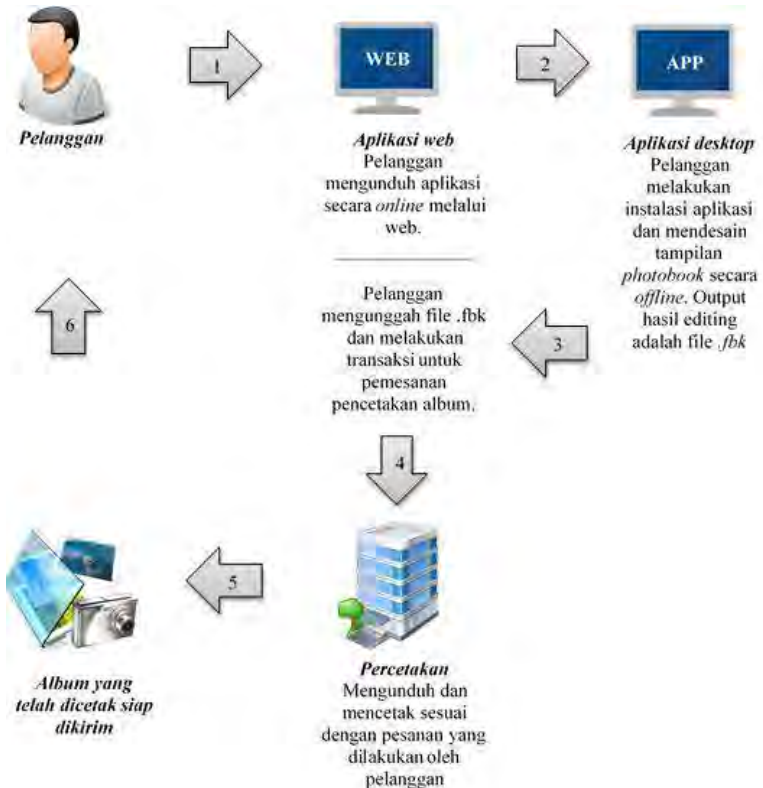 Pelanggan
1
WEB
2
APP
Aplikasi web
Pelanggan
mengunduh aplikasi
secara online melalui
web.
Aplikasi desktop
Pelanggan
melakukan
instalasi aplikasi
dan mendesain
tampilan
photobook secara
offline. Output
hasil editing
adalah file .fbk
3
Pelanggan
mengunggah file .fbk
dan melakukan
transaksi untuk
pemesanan
pencetakan album.
4
Percetakan
Mengunduh dan
mencetak sesuai
dengan pesanan yang
dilakukan oleh
pelanggan
5
Album yang
telah dicetak siap
dikirim
6